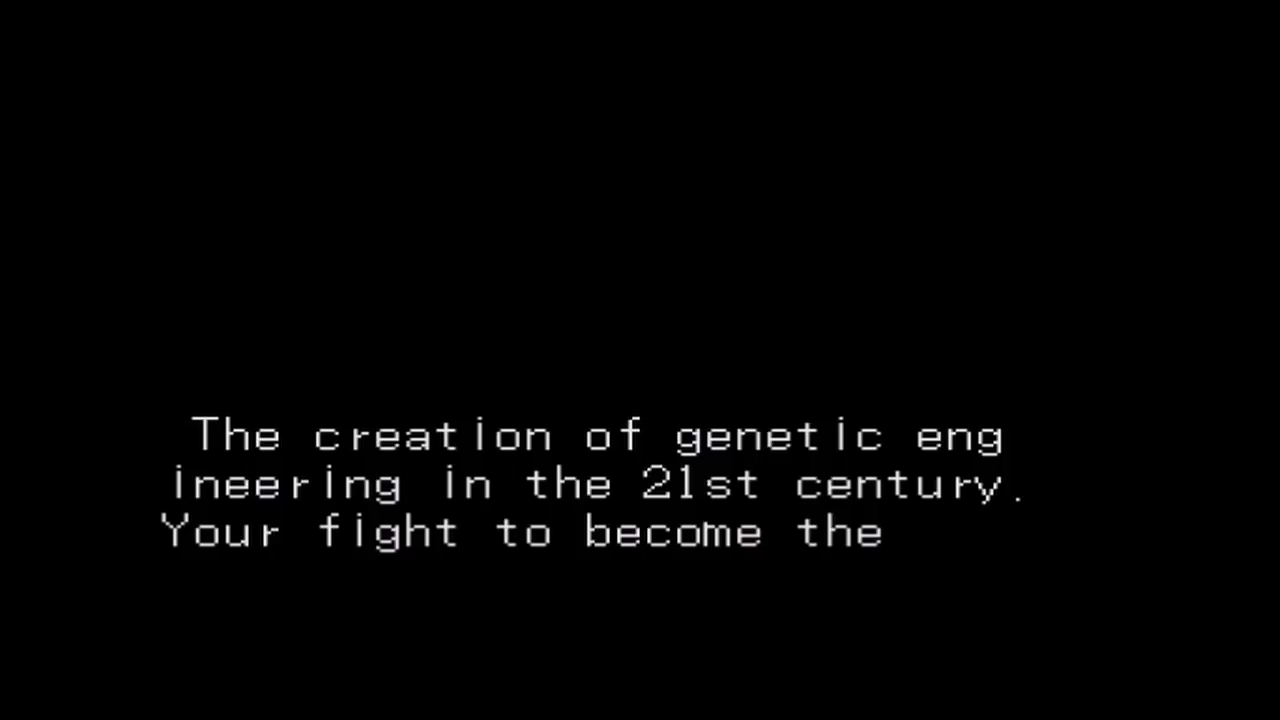 The creation of genetic eng
ineering in the 21st century.
Your fight to become the